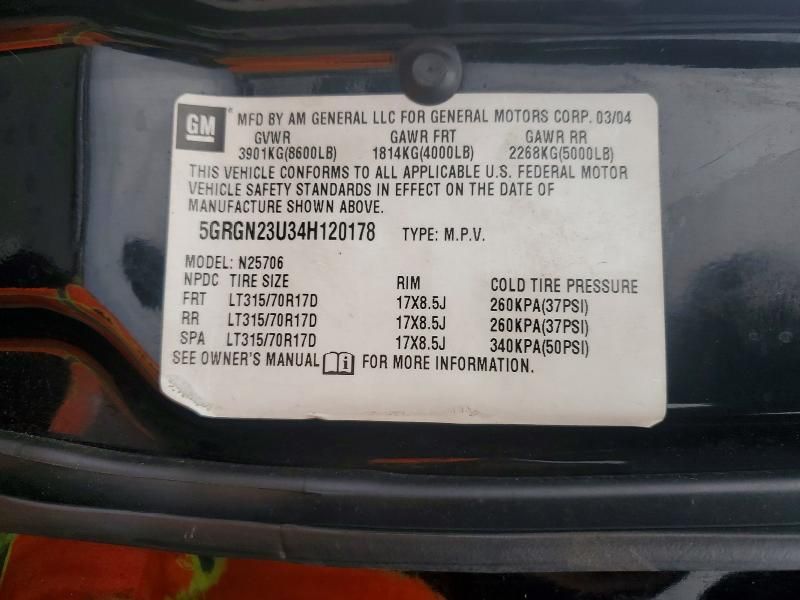 GM MFD BY AM GENERAL LLC FOR GENERAL MOTORS CORP. 03/04
GVWR GAWR FRT GAWR RR
3901KG(8600LB) 1814KG(4000LB) 2268KG(5000LB)
THIS VEHICLE CONFORMS TO ALL APPLICABLE U.S. FEDERAL MOTOR
VEHICLE SAFETY STANDARDS IN EFFECT ON THE DATE OF
MANUFACTURE SHOWN ABOVE.
5GRGN23U34H120178 TYPE: M.P.V.
MODEL: N25706
NPDC TIRE SIZE RIM COLD TIRE PRESSURE
FRT LT315/70R17D 17X8.5J 260KPA(37PSI)
RR LT315/70R17D 17X8.5J 260KPA(37PSI)
SPA LT315/70R17D 17X8.5J 340KPA(50PSI)
SEE OWNER'S MANUAL i FOR MORE INFORMATION.